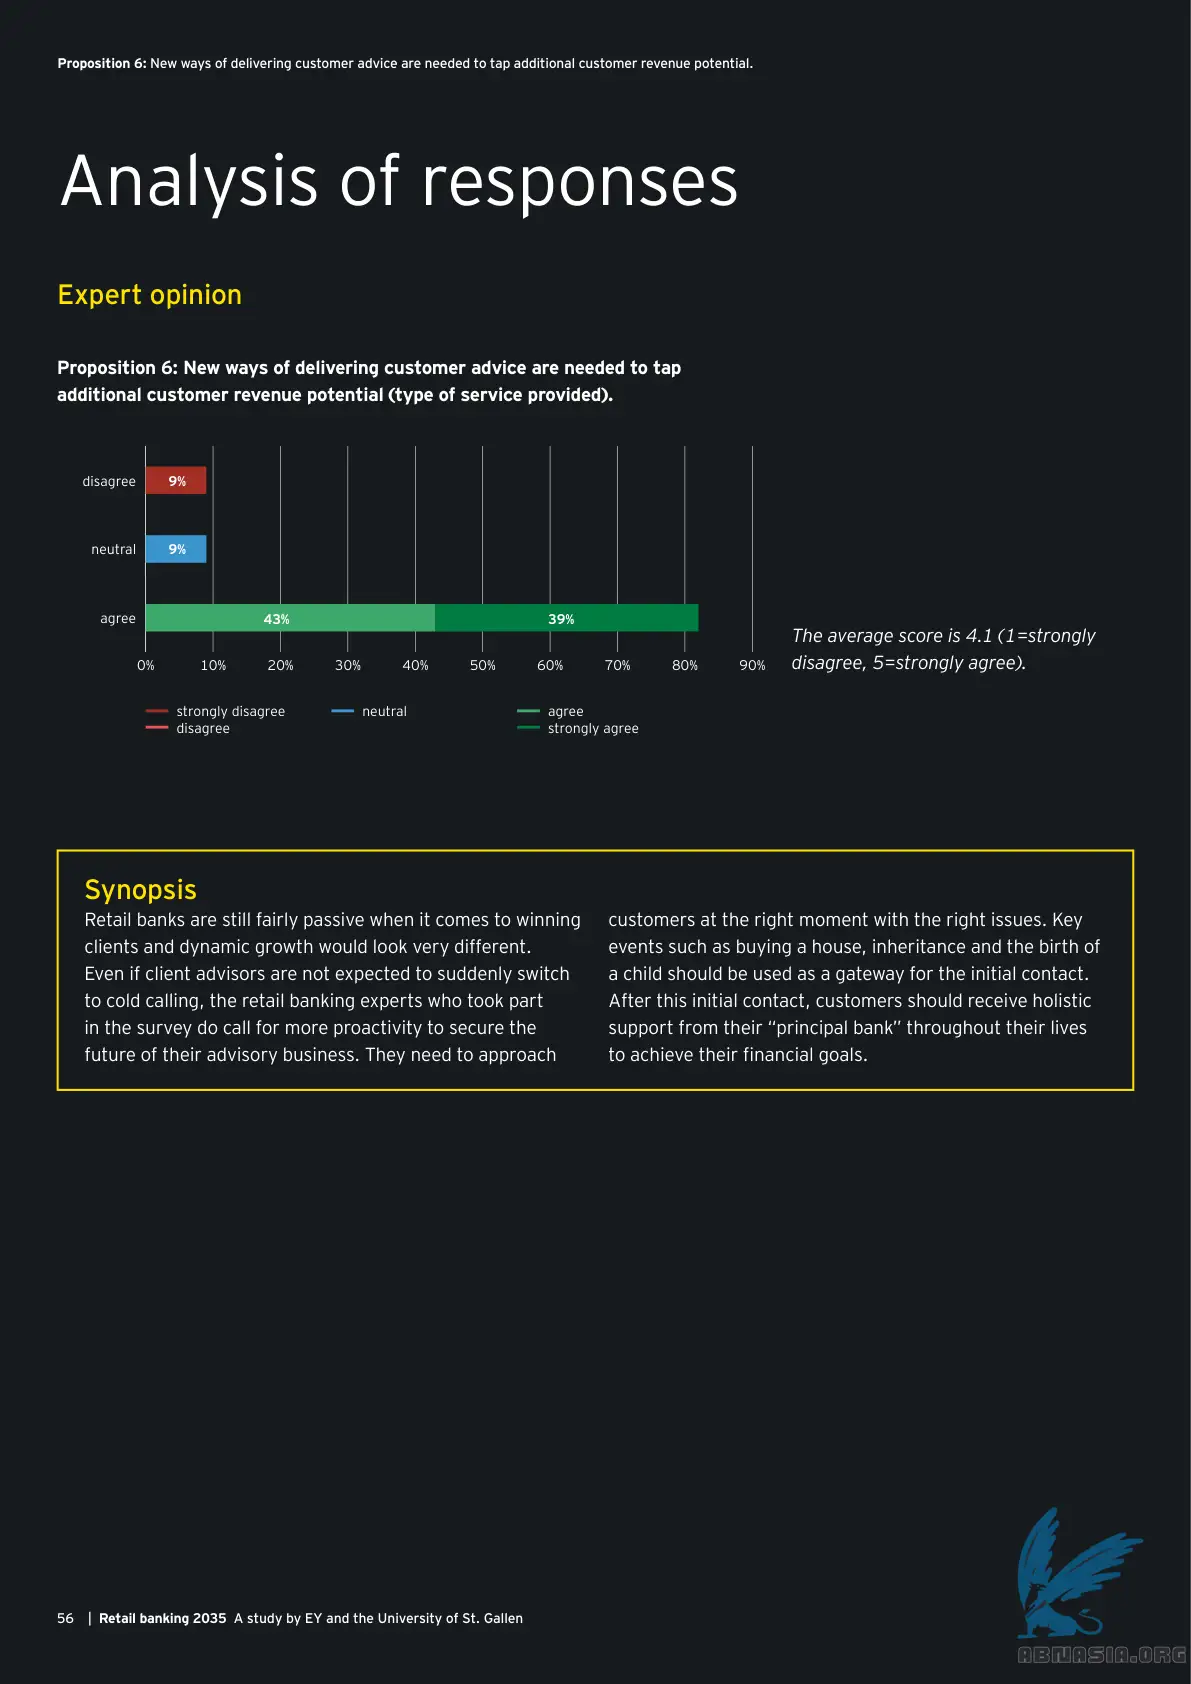 Proposition 6: New ways of delivering customer advice are needed to tap additional customer revenue potential.
Analysis of responses
Expert opinion
Proposition 6: New ways of delivering customer advice are needed to tap
additional customer revenue potential (type of service provided).
disagree 9%
neutral 9%
agree 43% 39%
0% 10% 20% 30% 40% 50% 60% 70% 80% 90%
The average score is 4.1 (1=strongly
disagree, 5=strongly agree).
strongly disagree neutral agree
disagree strongly agree
Synopsis
Retail banks are still fairly passive when it comes to winning
clients and dynamic growth would look very different.
Even if client advisors are not expected to suddenly switch
to cold calling, the retail banking experts who took part
in the survey do call for more proactivity to secure the
future of their advisory business. They need to approach
customers at the right moment with the right issues. Key
events such as buying a house, inheritance and the birth of
a child should be used as a gateway for the initial contact.
After this initial contact, customers should receive holistic
support from their “principal bank” throughout their lives
to achieve their financial goals.
56 | Retail banking 2035 A study by EY and the University of St. Gallen
ABNASIA.ORG